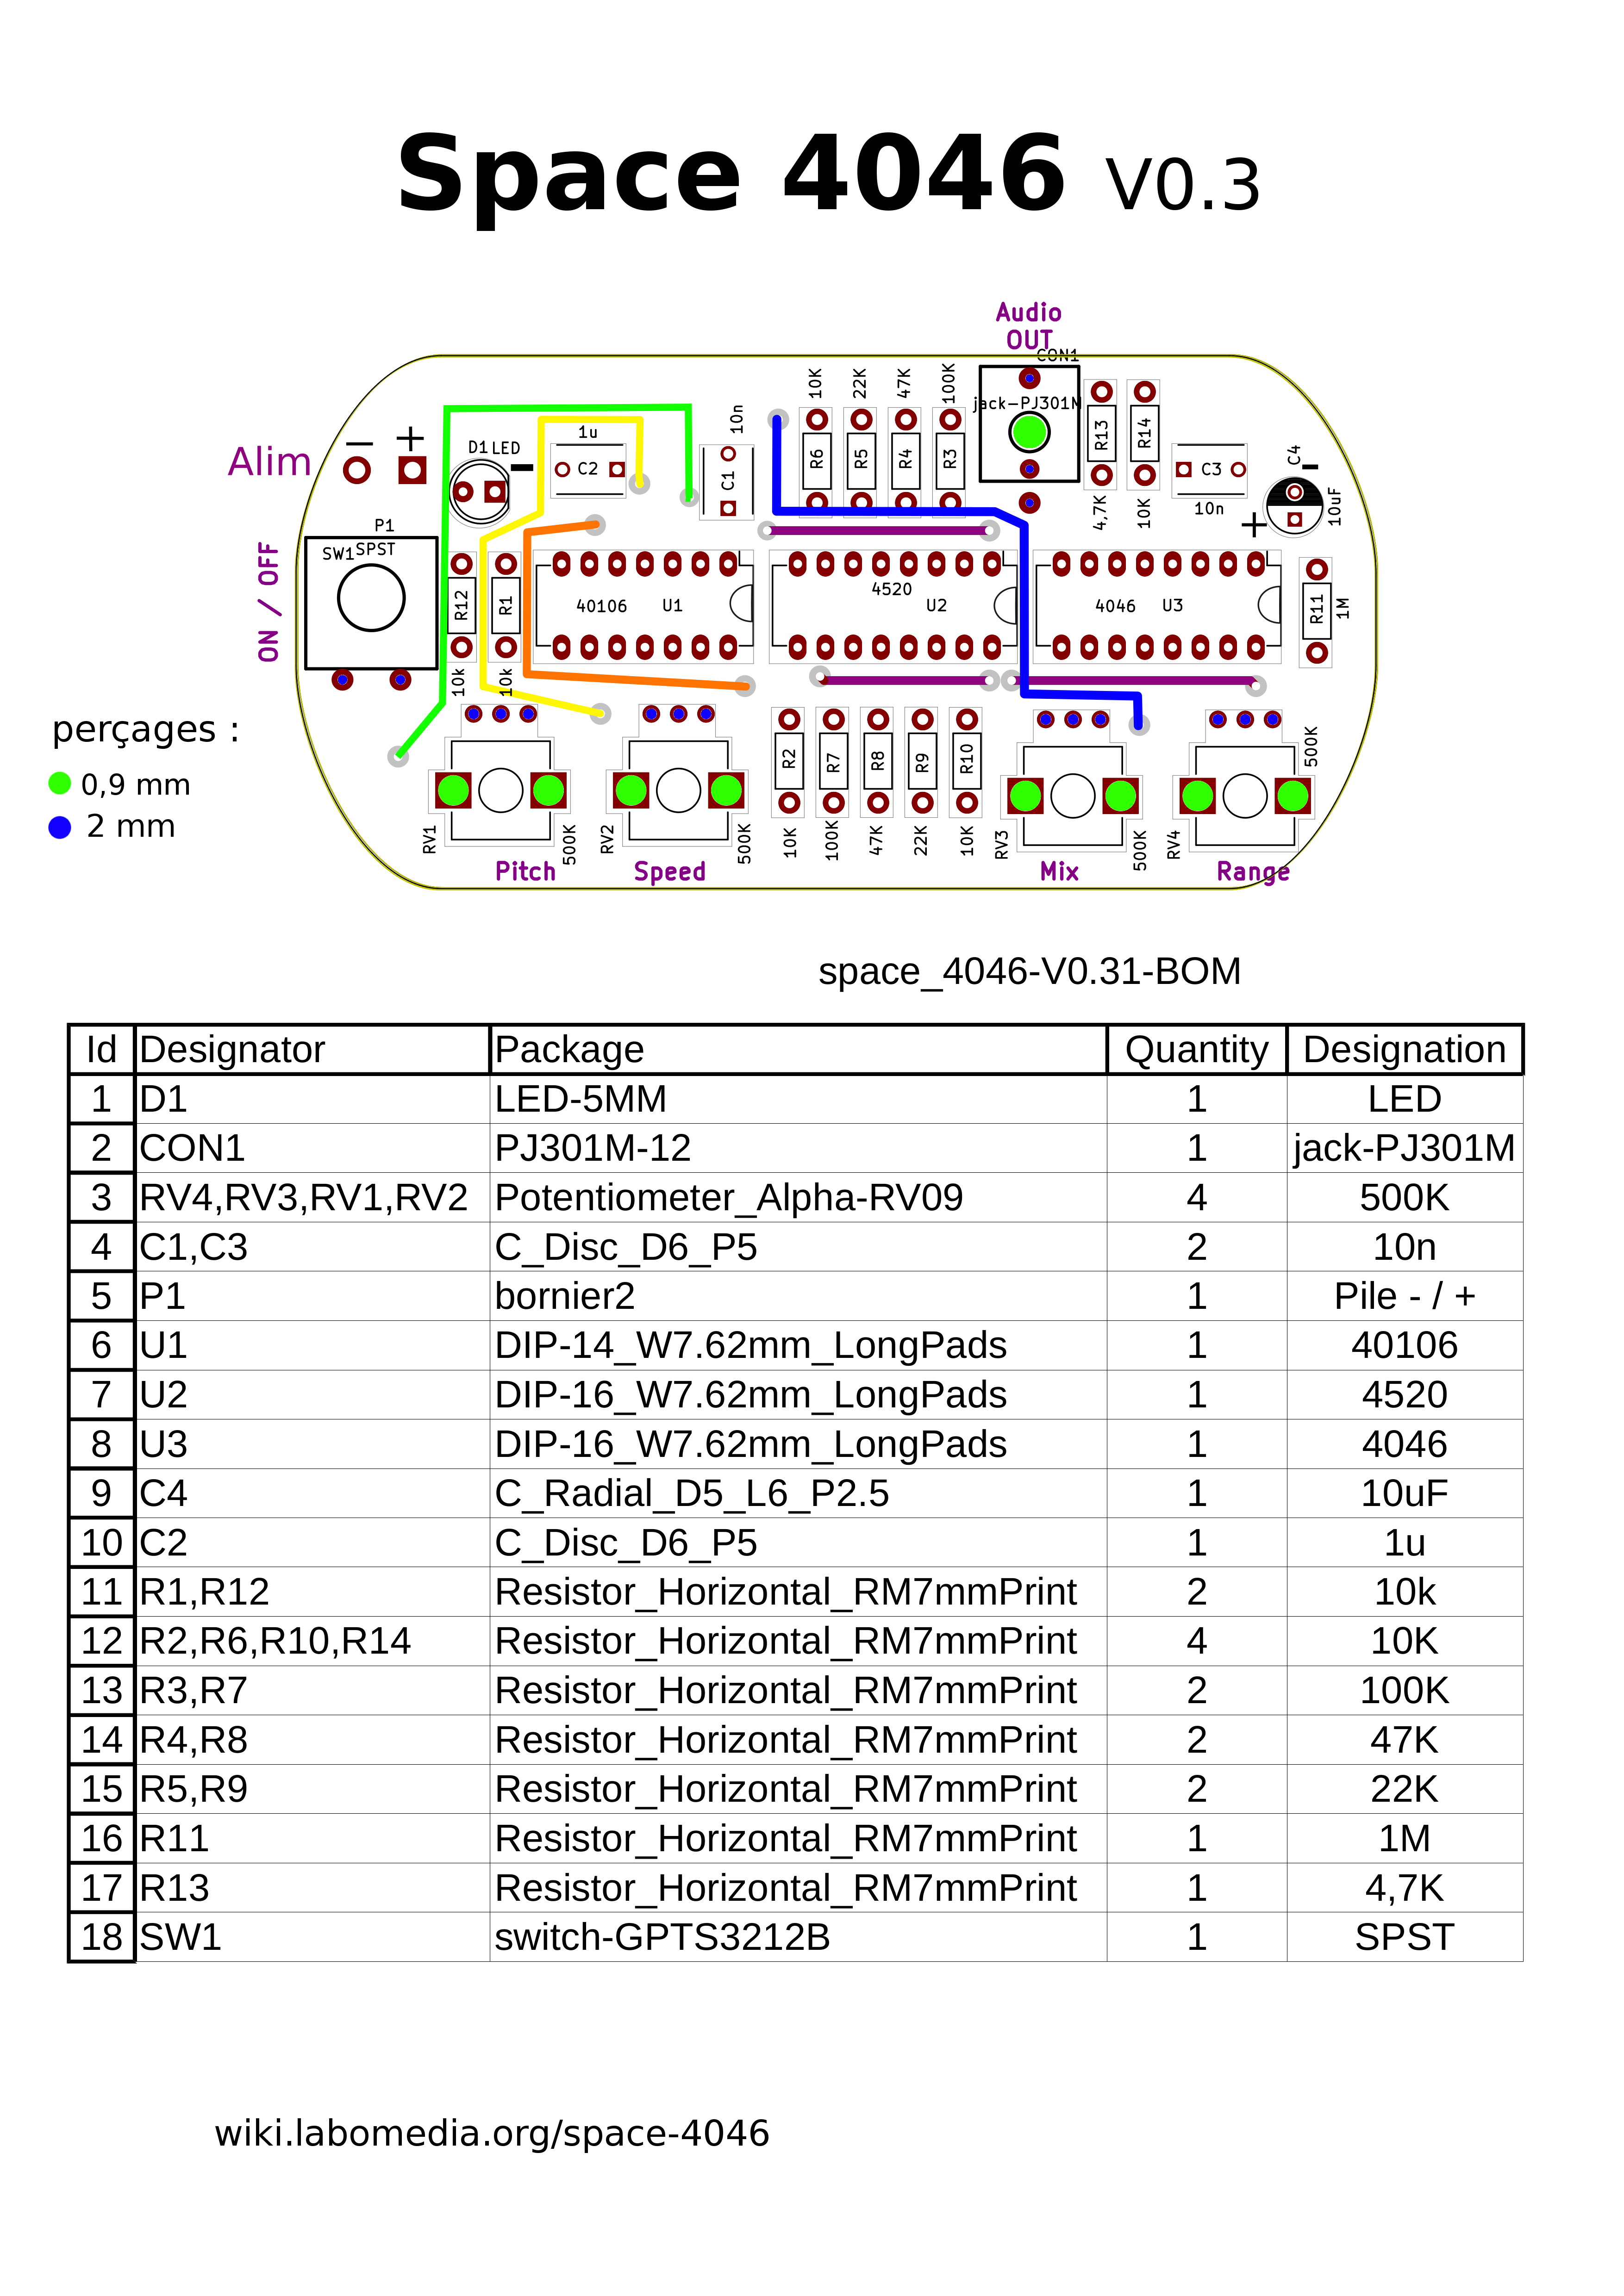 Space 4046 V0.3
Audio
OUT
CON1
jack-PJ301M
Alim
− +
D1 LED
1u
C2
10n
C1
10K 22K 47K 100K
R6 R5 R4 R3
R13 R14
4,7K 10K
C3
10n
C4
10uF
+
P1
SW1 SPST
ON / OFF
R12 R1
10k 10k
40106 U1
4520
U2
4046 U3
R11 1M
perçages :
0,9 mm
2 mm
R2 R7 R8 R9 R10
10K 100K 47K 22K 10K
RV1 500K RV2 500K RV3 500K RV4 500K
Pitch Speed Mix Range
space_4046-V0.31-BOM
Id Designator Package Quantity Designation
1 D1 LED-5MM 1 LED
2 CON1 PJ301M-12 1 jack-PJ301M
3 RV4,RV3,RV1,RV2 Potentiometer_Alpha-RV09 4 500K
4 C1,C3 C_Disc_D6_P5 2 10n
5 P1 bornier2 1 Pile - / +
6 U1 DIP-14_W7.62mm_LongPads 1 40106
7 U2 DIP-16_W7.62mm_LongPads 1 4520
8 U3 DIP-16_W7.62mm_LongPads 1 4046
9 C4 C_Radial_D5_L6_P2.5 1 10uF
10 C2 C_Disc_D6_P5 1 1u
11 R1,R12 Resistor_Horizontal_RM7mmPrint 2 10k
12 R2,R6,R10,R14 Resistor_Horizontal_RM7mmPrint 4 10K
13 R3,R7 Resistor_Horizontal_RM7mmPrint 2 100K
14 R4,R8 Resistor_Horizontal_RM7mmPrint 2 47K
15 R5,R9 Resistor_Horizontal_RM7mmPrint 2 22K
16 R11 Resistor_Horizontal_RM7mmPrint 1 1M
17 R13 Resistor_Horizontal_RM7mmPrint 1 4,7K
18 SW1 switch-GPTS3212B 1 SPST
wiki.labomedia.org/space-4046